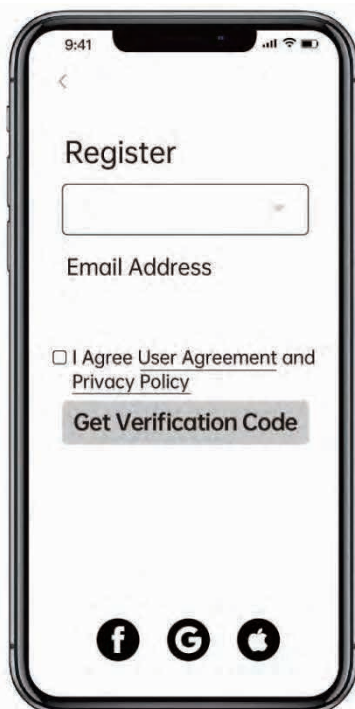 9:41
Register
Email Address
I Agree User Agreement and
Privacy Policy
Get Verification Code